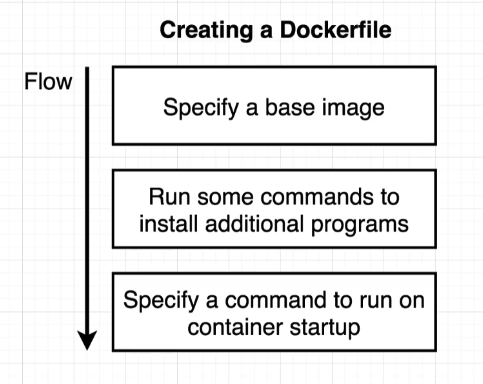 Creating a Dockerfile
Flow
Specify a base image
Run some commands to
install additional programs
Specify a command to run on
container startup